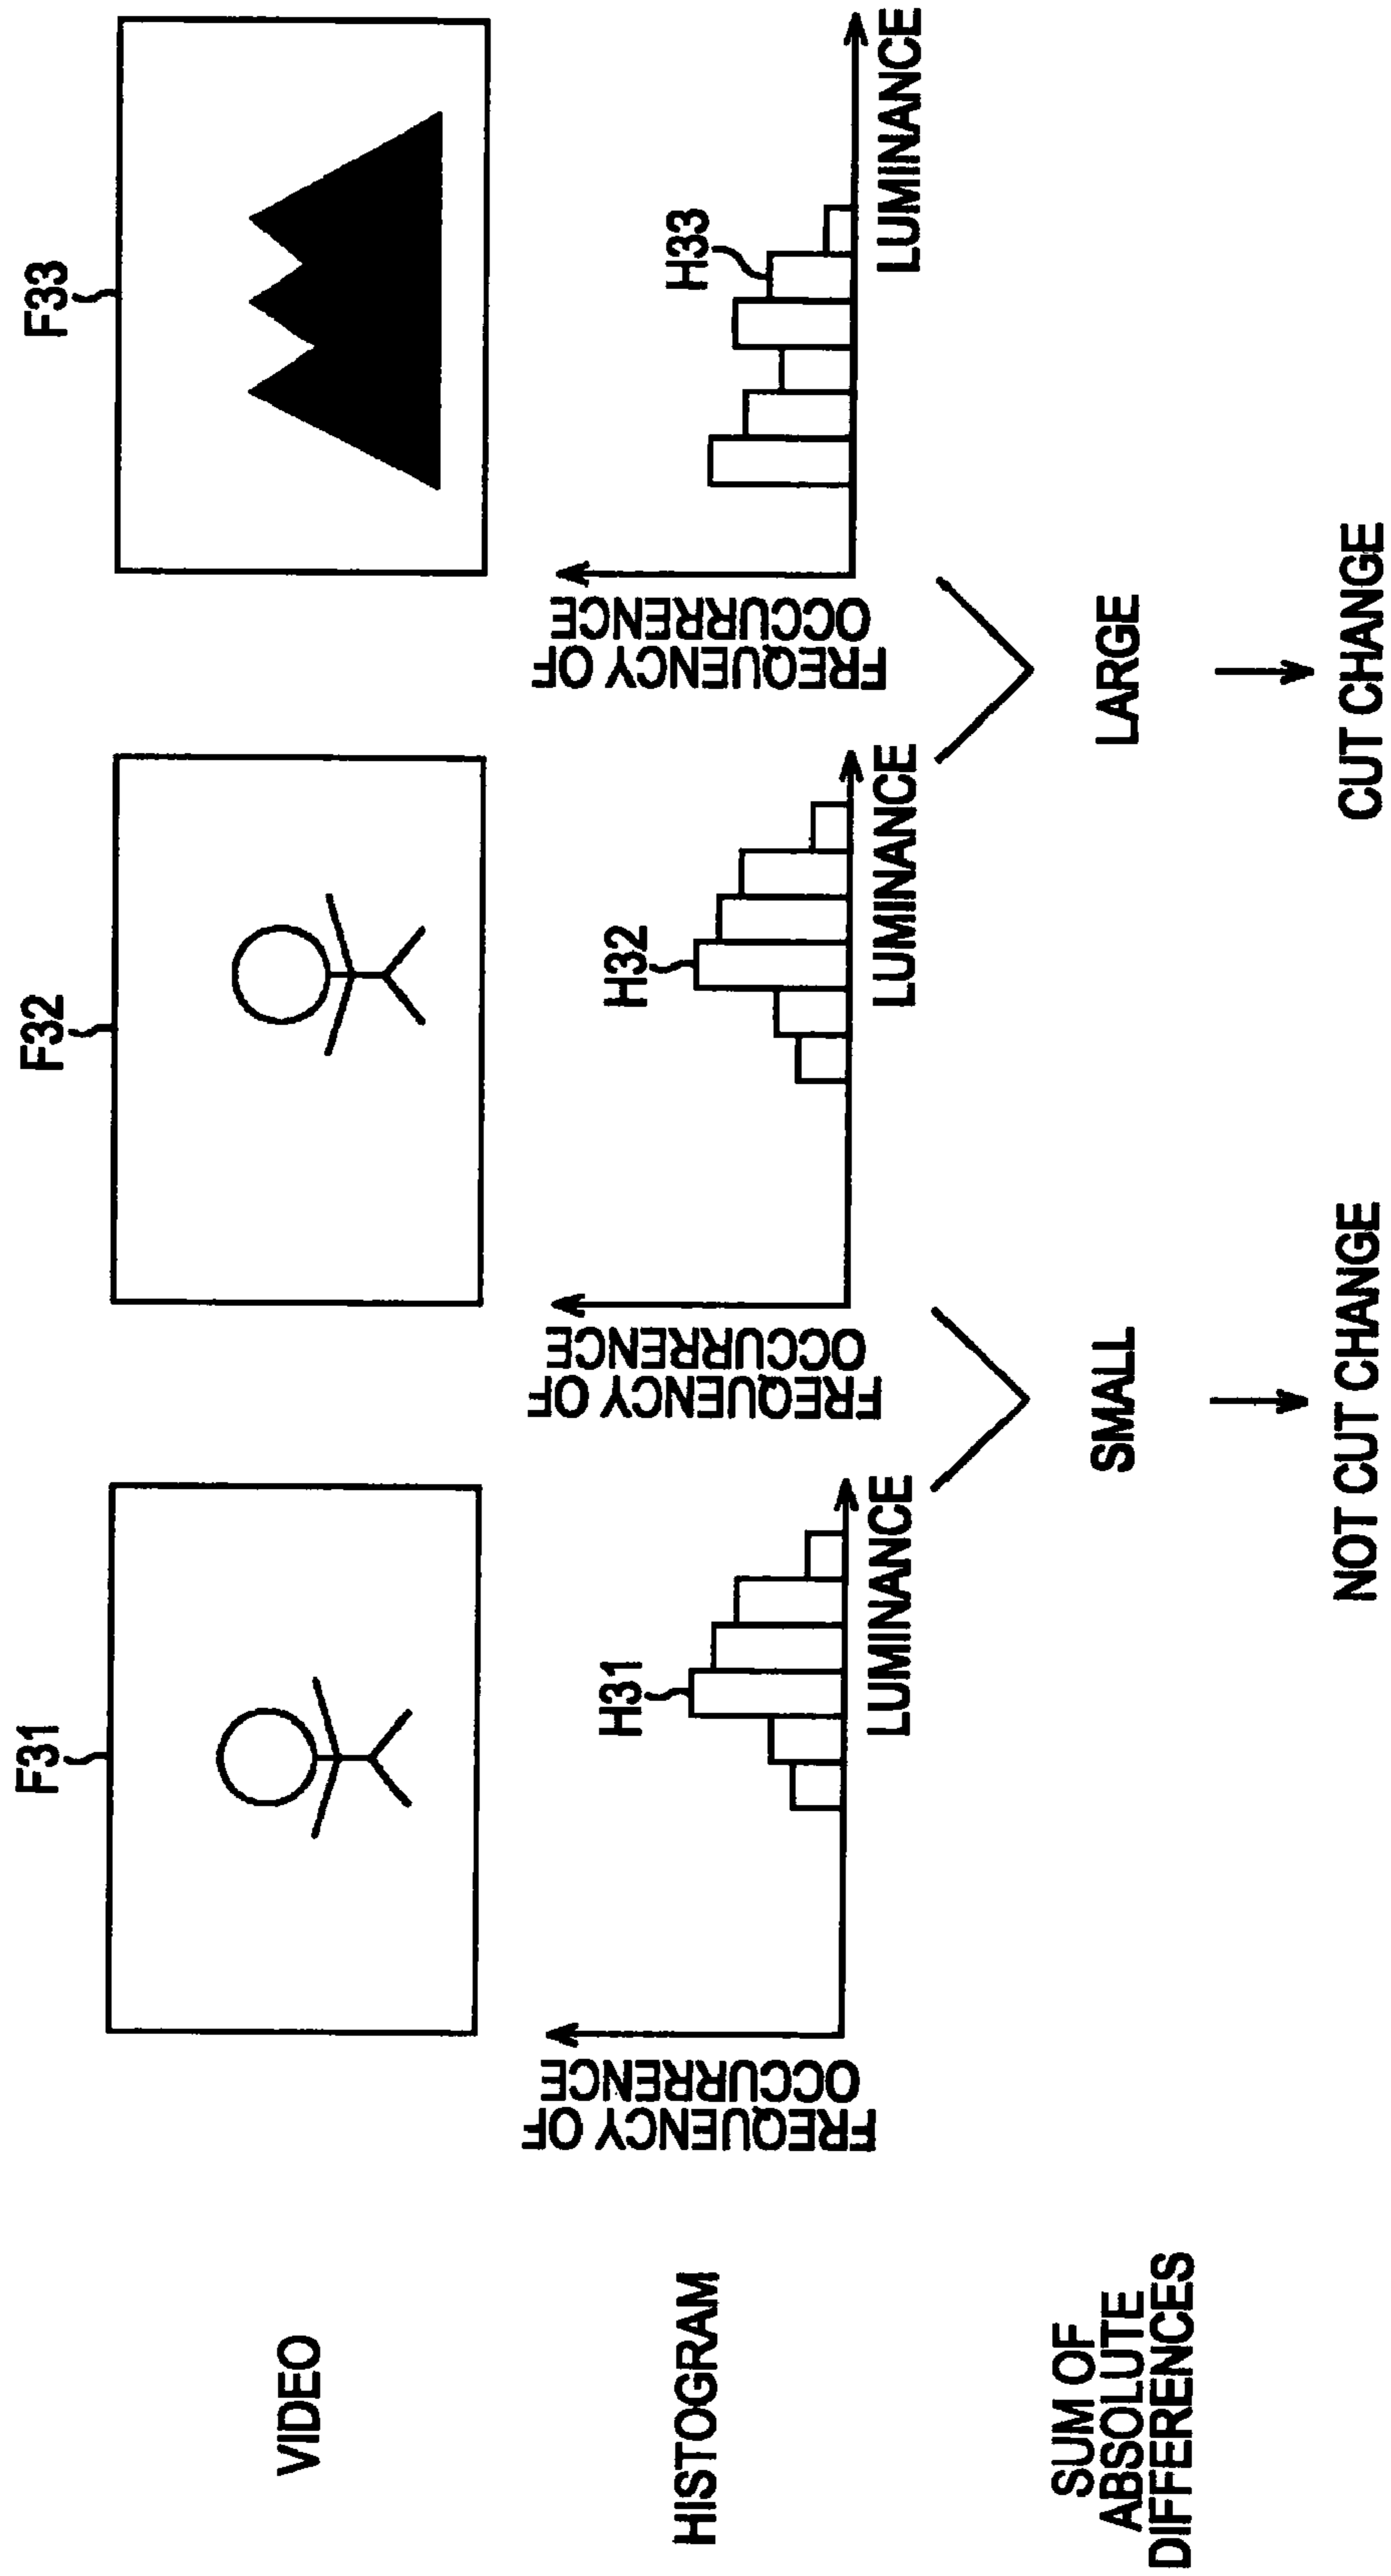 VIDEO
F31
F32
F33
HISTOGRAM
FREQUENCY OF
OCCURRENCE
H31
LUMINANCE
FREQUENCY OF
OCCURRENCE
H32
LUMINANCE
FREQUENCY OF
OCCURRENCE
H33
LUMINANCE
SUM OF
ABSOLUTE
DIFFERENCES
SMALL
LARGE
NOT CUT CHANGE
CUT CHANGE